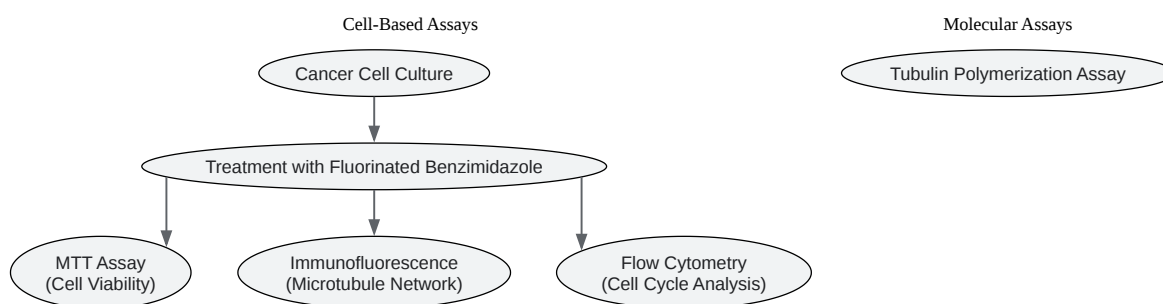 Cell-Based Assays
Molecular Assays
Cancer Cell Culture
Tubulin Polymerization Assay
Treatment with Fluorinated Benzimidazole
MTT Assay
(Cell Viability)
Immunofluorescence
(Microtubule Network)
Flow Cytometry
(Cell Cycle Analysis)